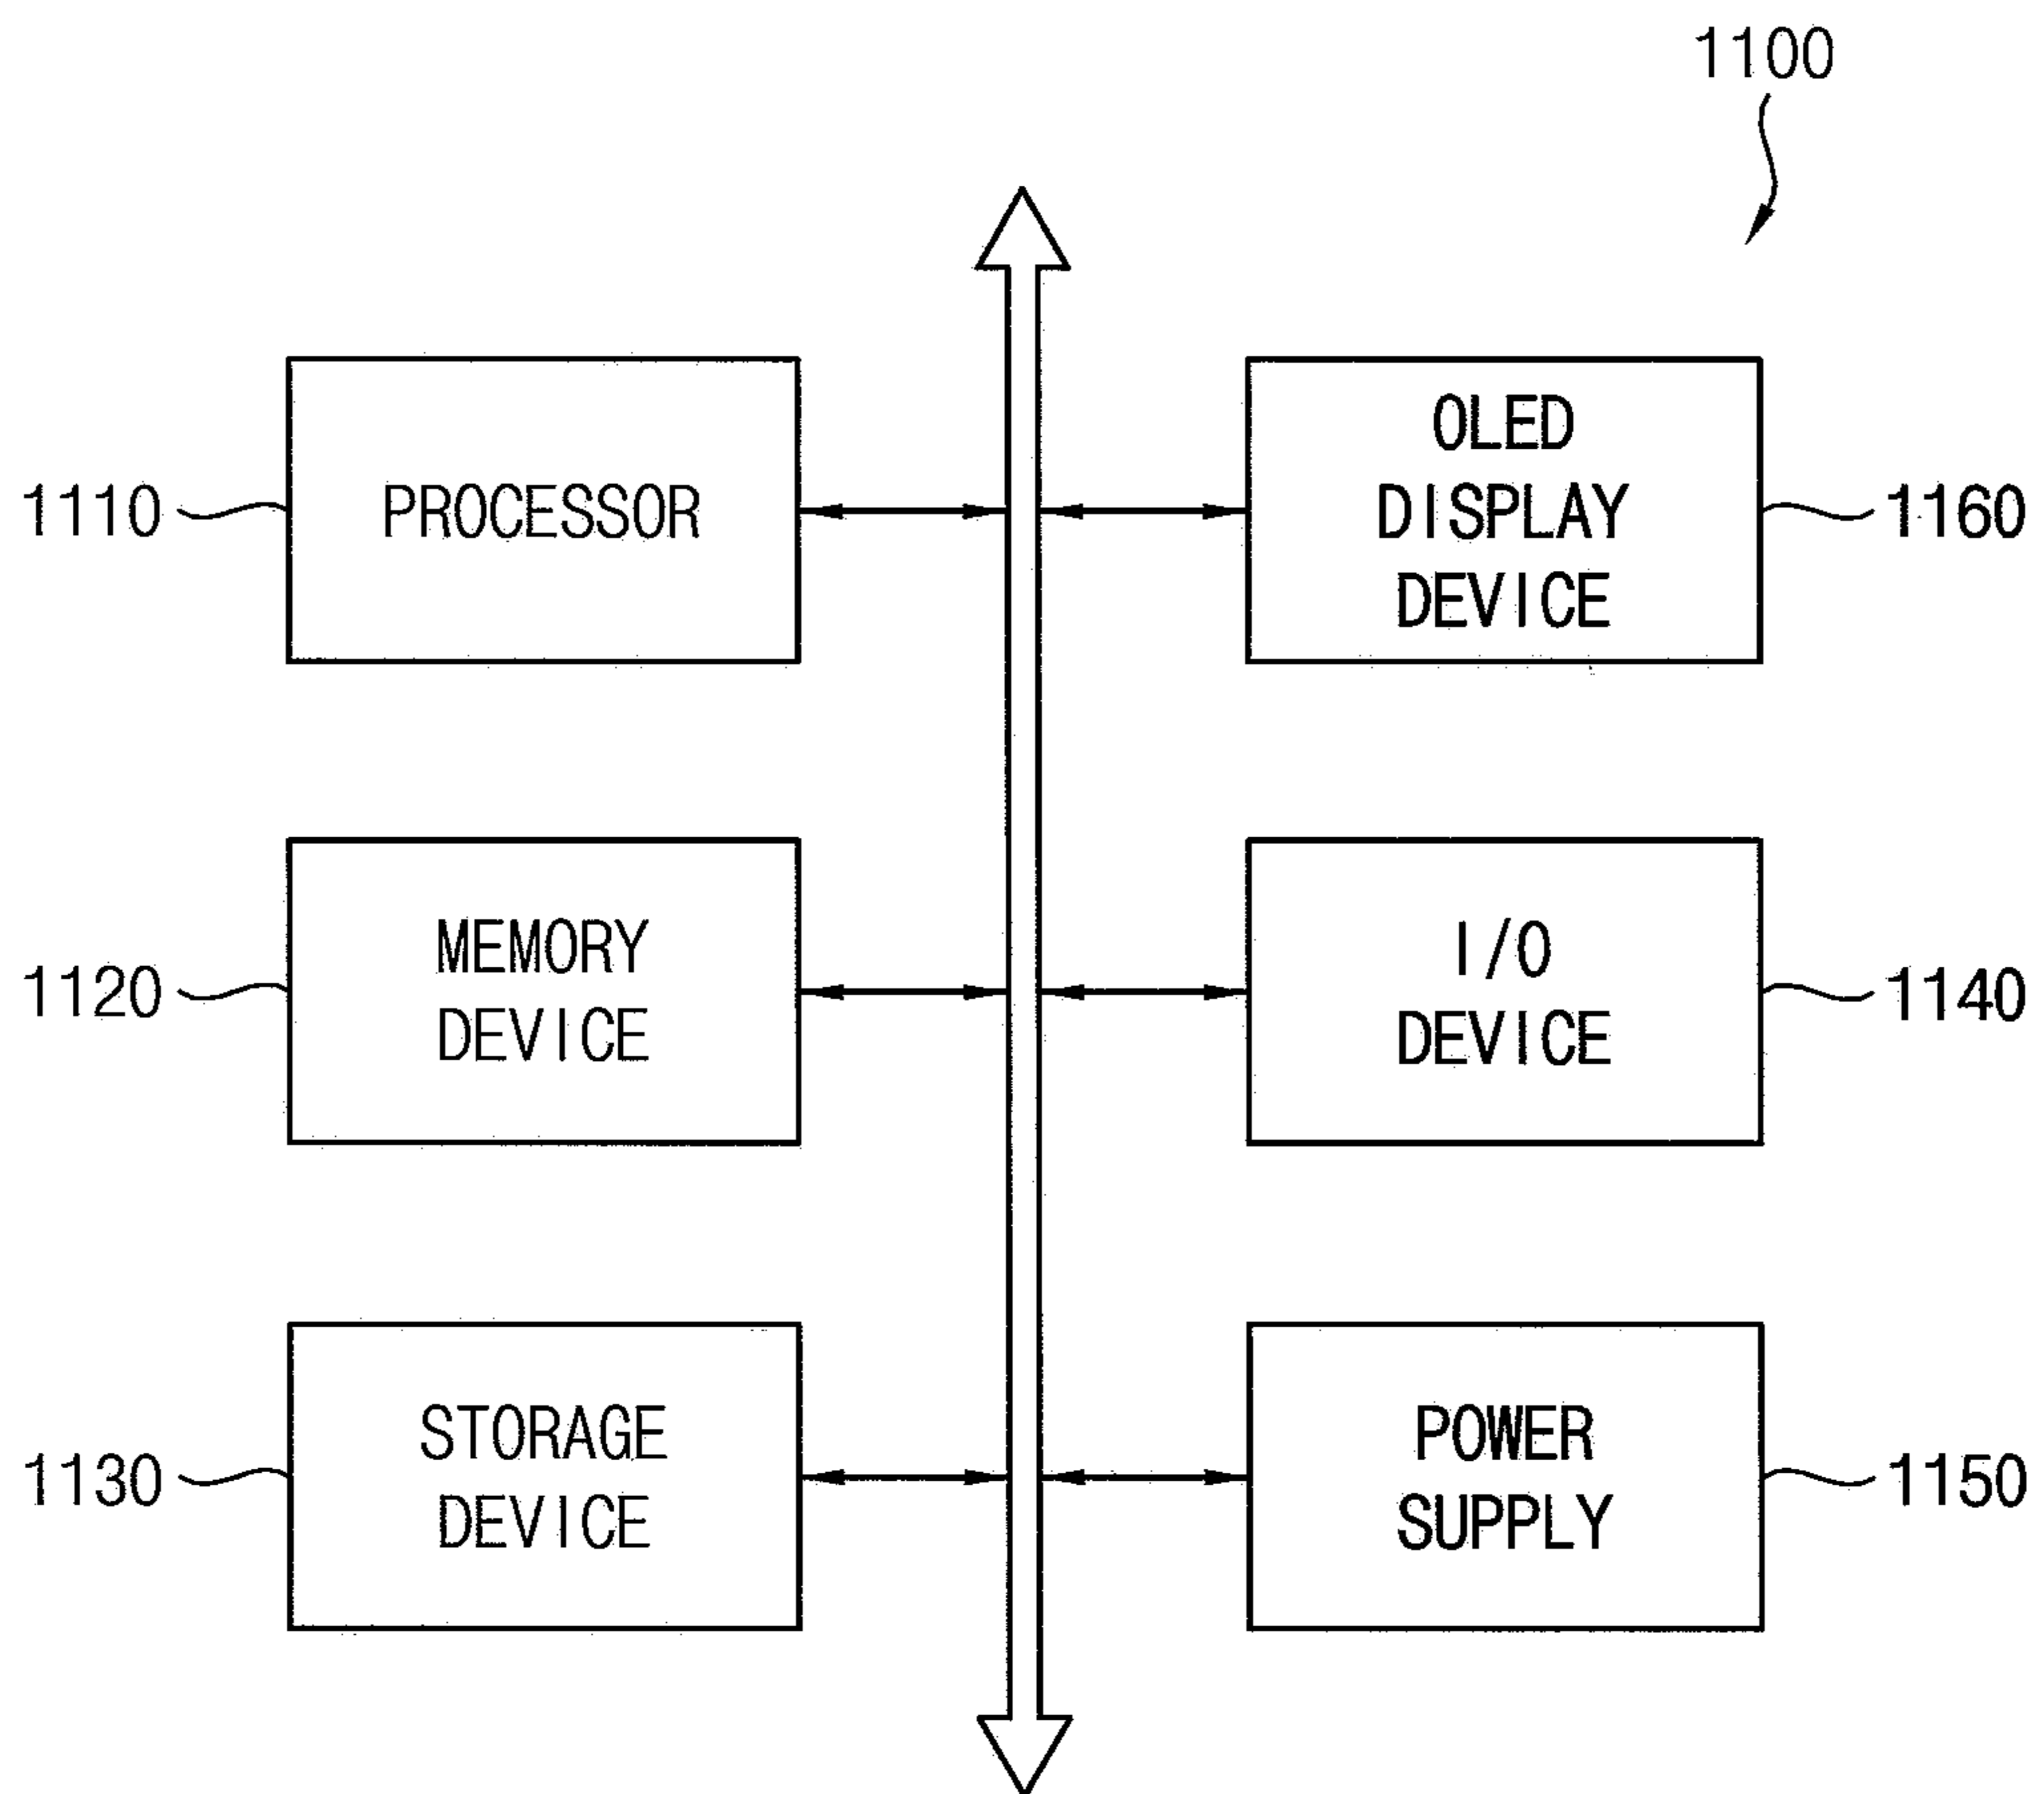 1100
1110
PROCESSOR
OLED
DISPLAY
DEVICE
1160
1120
MEMORY
DEVICE
I/O
DEVICE
1140
1130
STORAGE
DEVICE
POWER
SUPPLY
1150